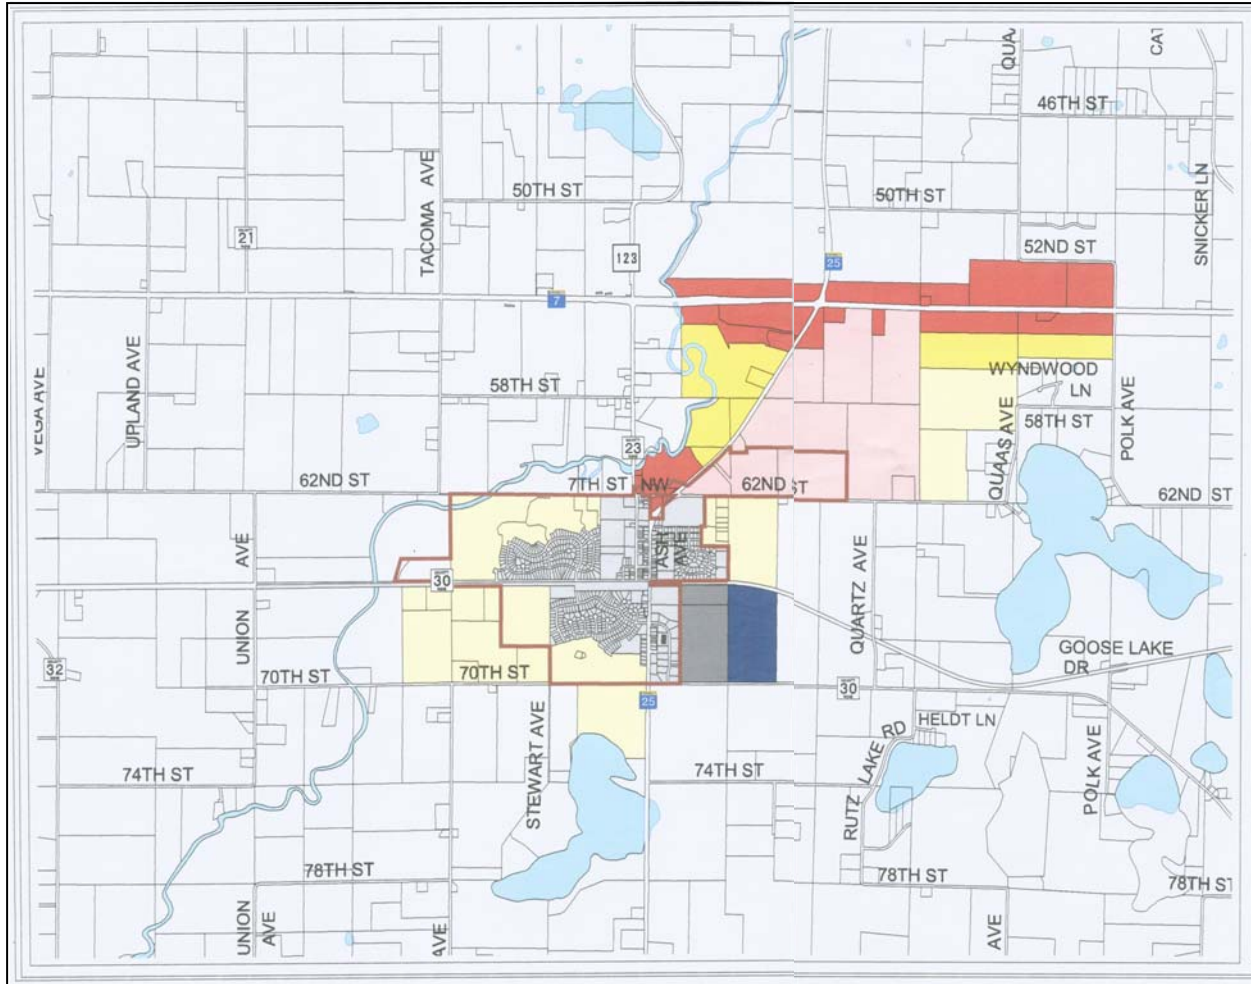 QUA
CAT
46TH ST
TACOMA AVE
50TH ST
50TH ST
SNICKER LN
21
52ND ST
123
25
7
UPLAND AVE
VEGA AVE
58TH ST
WYNDWOOD
LN
58TH ST
POLK AVE
QUAAS AVE
23
62ND ST
7TH ST
NW
62ND ST
62ND ST
ASH
AVE
AVE
UNION
30
QUARTZ AVE
GOOSE LAKE
DR
32
70TH ST
70TH ST
30
25
HELDT LN
RUTZ LAKE RD
STEWART AVE
74TH ST
74TH ST
POLK AVE
78TH ST
78TH ST
78TH ST
UNION
AVE
AVE
AVE